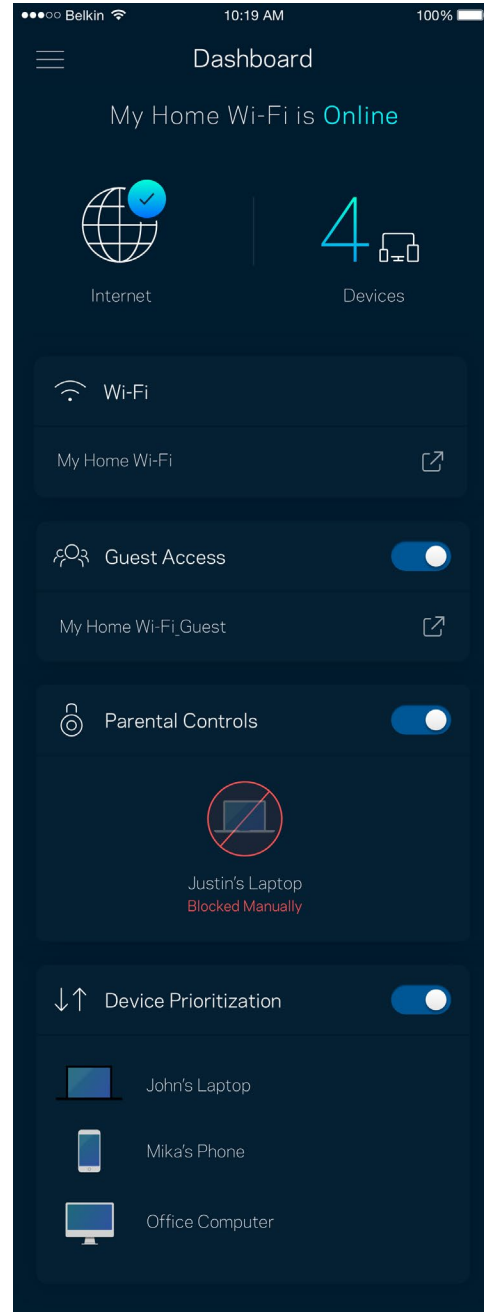 Belkin 10:19 AM 100%
Dashboard
My Home Wi-Fi is Online
4
Internet Devices
Wi-Fi
My Home Wi-Fi
Guest Access
My Home Wi-Fi_Guest
Parental Controls
Justin's Laptop
Blocked Manually
Device Prioritization
John's Laptop
Mika's Phone
Office Computer